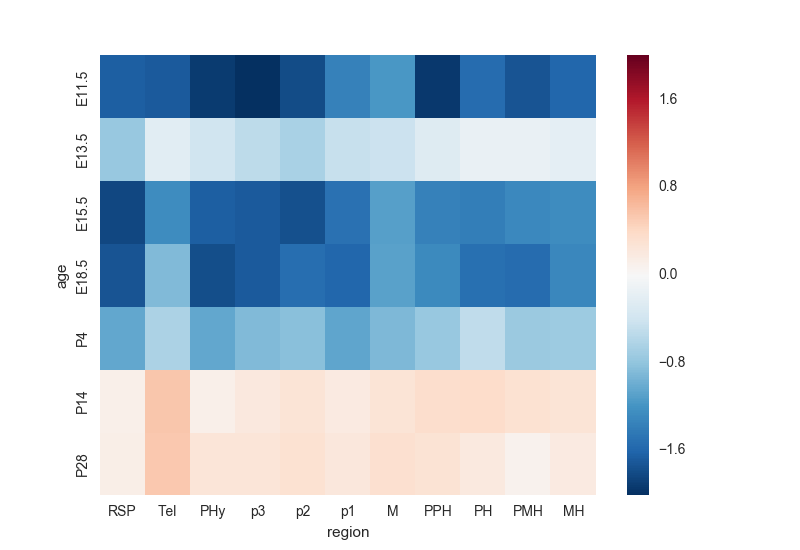 age
E11.5
E13.5
E15.5
E18.5
P4
P14
P28
RSP Tel PHy p3 p2 p1 M PPH PH PMH MH
region
1.6
0.8
0.0
−0.8
−1.6